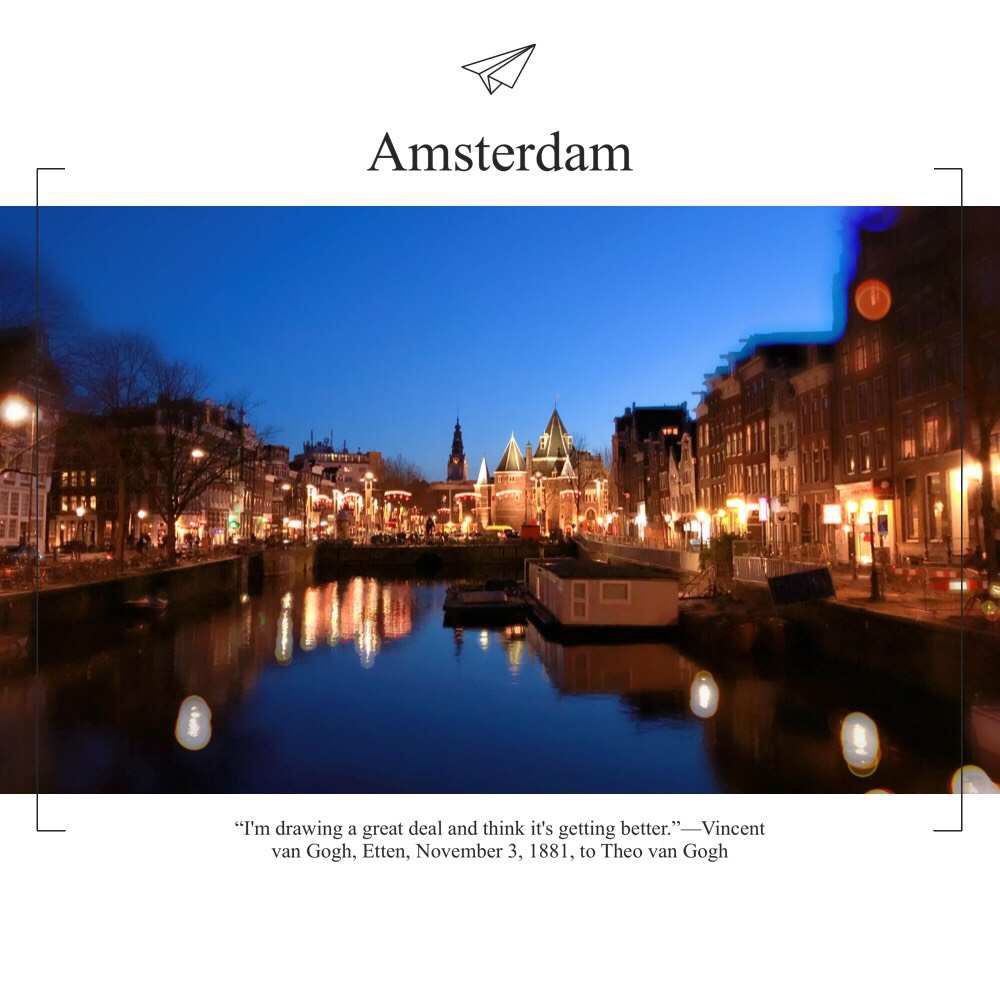 Amsterdam
“I'm drawing a great deal and think it's getting better.”—Vincent
van Gogh, Etten, November 3, 1881, to Theo van Gogh